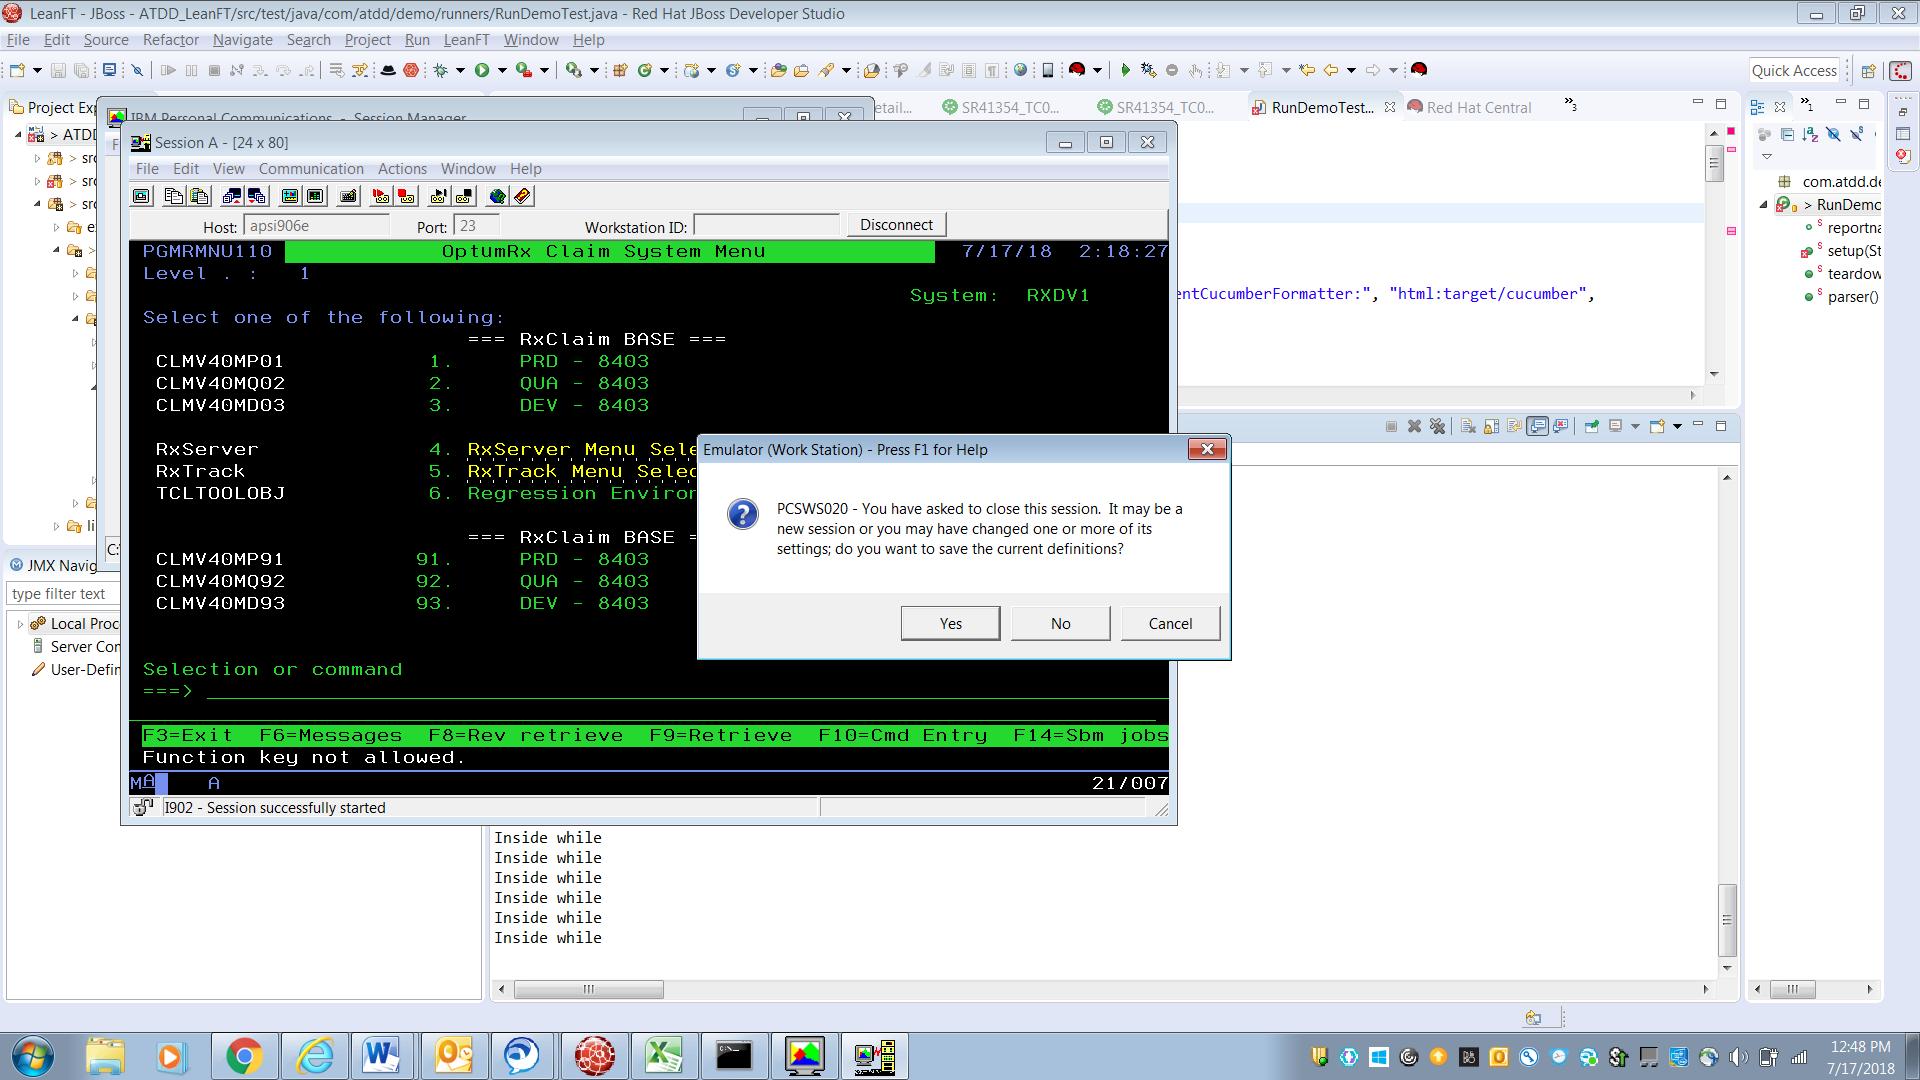 LeanFT - JBoss - ATDD_LeanFT/src/test/java/com/atdd/demo/runners/RunDemoTest.java - Red Hat JBoss Developer Studio
File Edit Source Refactor Navigate Search Project Run LeanFT Window Help
Quick Access
Project Exp
IBM Personal Communications - Session Manager
etail...
SR41354_TC0...
SR41354_TC0...
RunDemoTest...
Red Hat Central
»3
> ATDD
> src
> src
> src
Session A - [24 x 80]
File Edit View Communication Actions Window Help
Host: apsi906e Port: 23 Workstation ID: Disconnect
PGMRMNU110 OptumRx Claim System Menu 7/17/18 2:18:27
Level . : 1
System: RXDV1
Select one of the following:
=== RxClaim BASE ===
CLMV40MP01 1. PRD - 8403
CLMV40MQ02 2. QUA - 8403
CLMV40MD03 3. DEV - 8403
RxServer 4. RxServer Menu Sele
RxTrack 5. RxTrack Menu Selec
TCLTOOLOBJ 6. Regression Environ
=== RxClaim BASE =
CLMV40MP91 91. PRD - 8403
CLMV40MQ92 92. QUA - 8403
CLMV40MD93 93. DEV - 8403
Selection or command
===>
F3=Exit F6=Messages F8=Rev retrieve F9=Retrieve F10=Cmd Entry F14=Sbm jobs
Function key not allowed.
MA A 21/007
I902 - Session successfully started
Emulator (Work Station) - Press F1 for Help
PCSWS020 - You have asked to close this session. It may be a
new session or you may have changed one or more of its
settings; do you want to save the current definitions?
Yes No Cancel
entCucumberFormatter:", "html:target/cucumber",
com.atdd.de
> RunDemo
reportna
setup(St
teardow
parser()
li
C:
JMX Navig
type filter text
Local Proc
Server Con
User-Defin
Inside while
Inside while
Inside while
Inside while
Inside while
Inside while
12:48 PM
7/17/2018